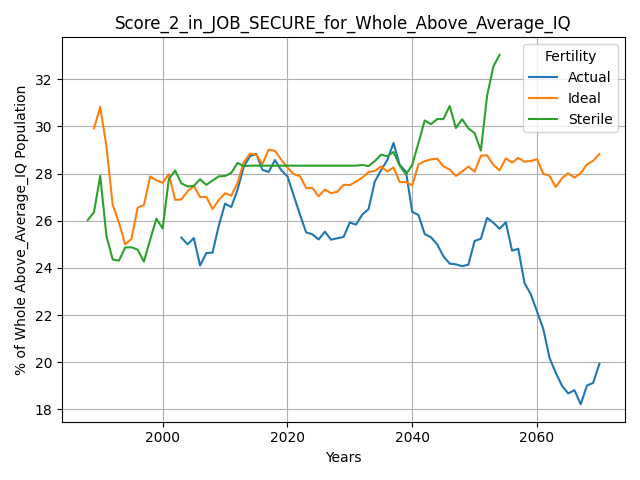 Score_2_in_JOB_SECURE_for_Whole_Above_Average_IQ
Fertility
Actual
Ideal
Sterile
% of Whole Above_Average_IQ Population
32
30
28
26
24
22
20
18
2000
2020
2040
2060
Years